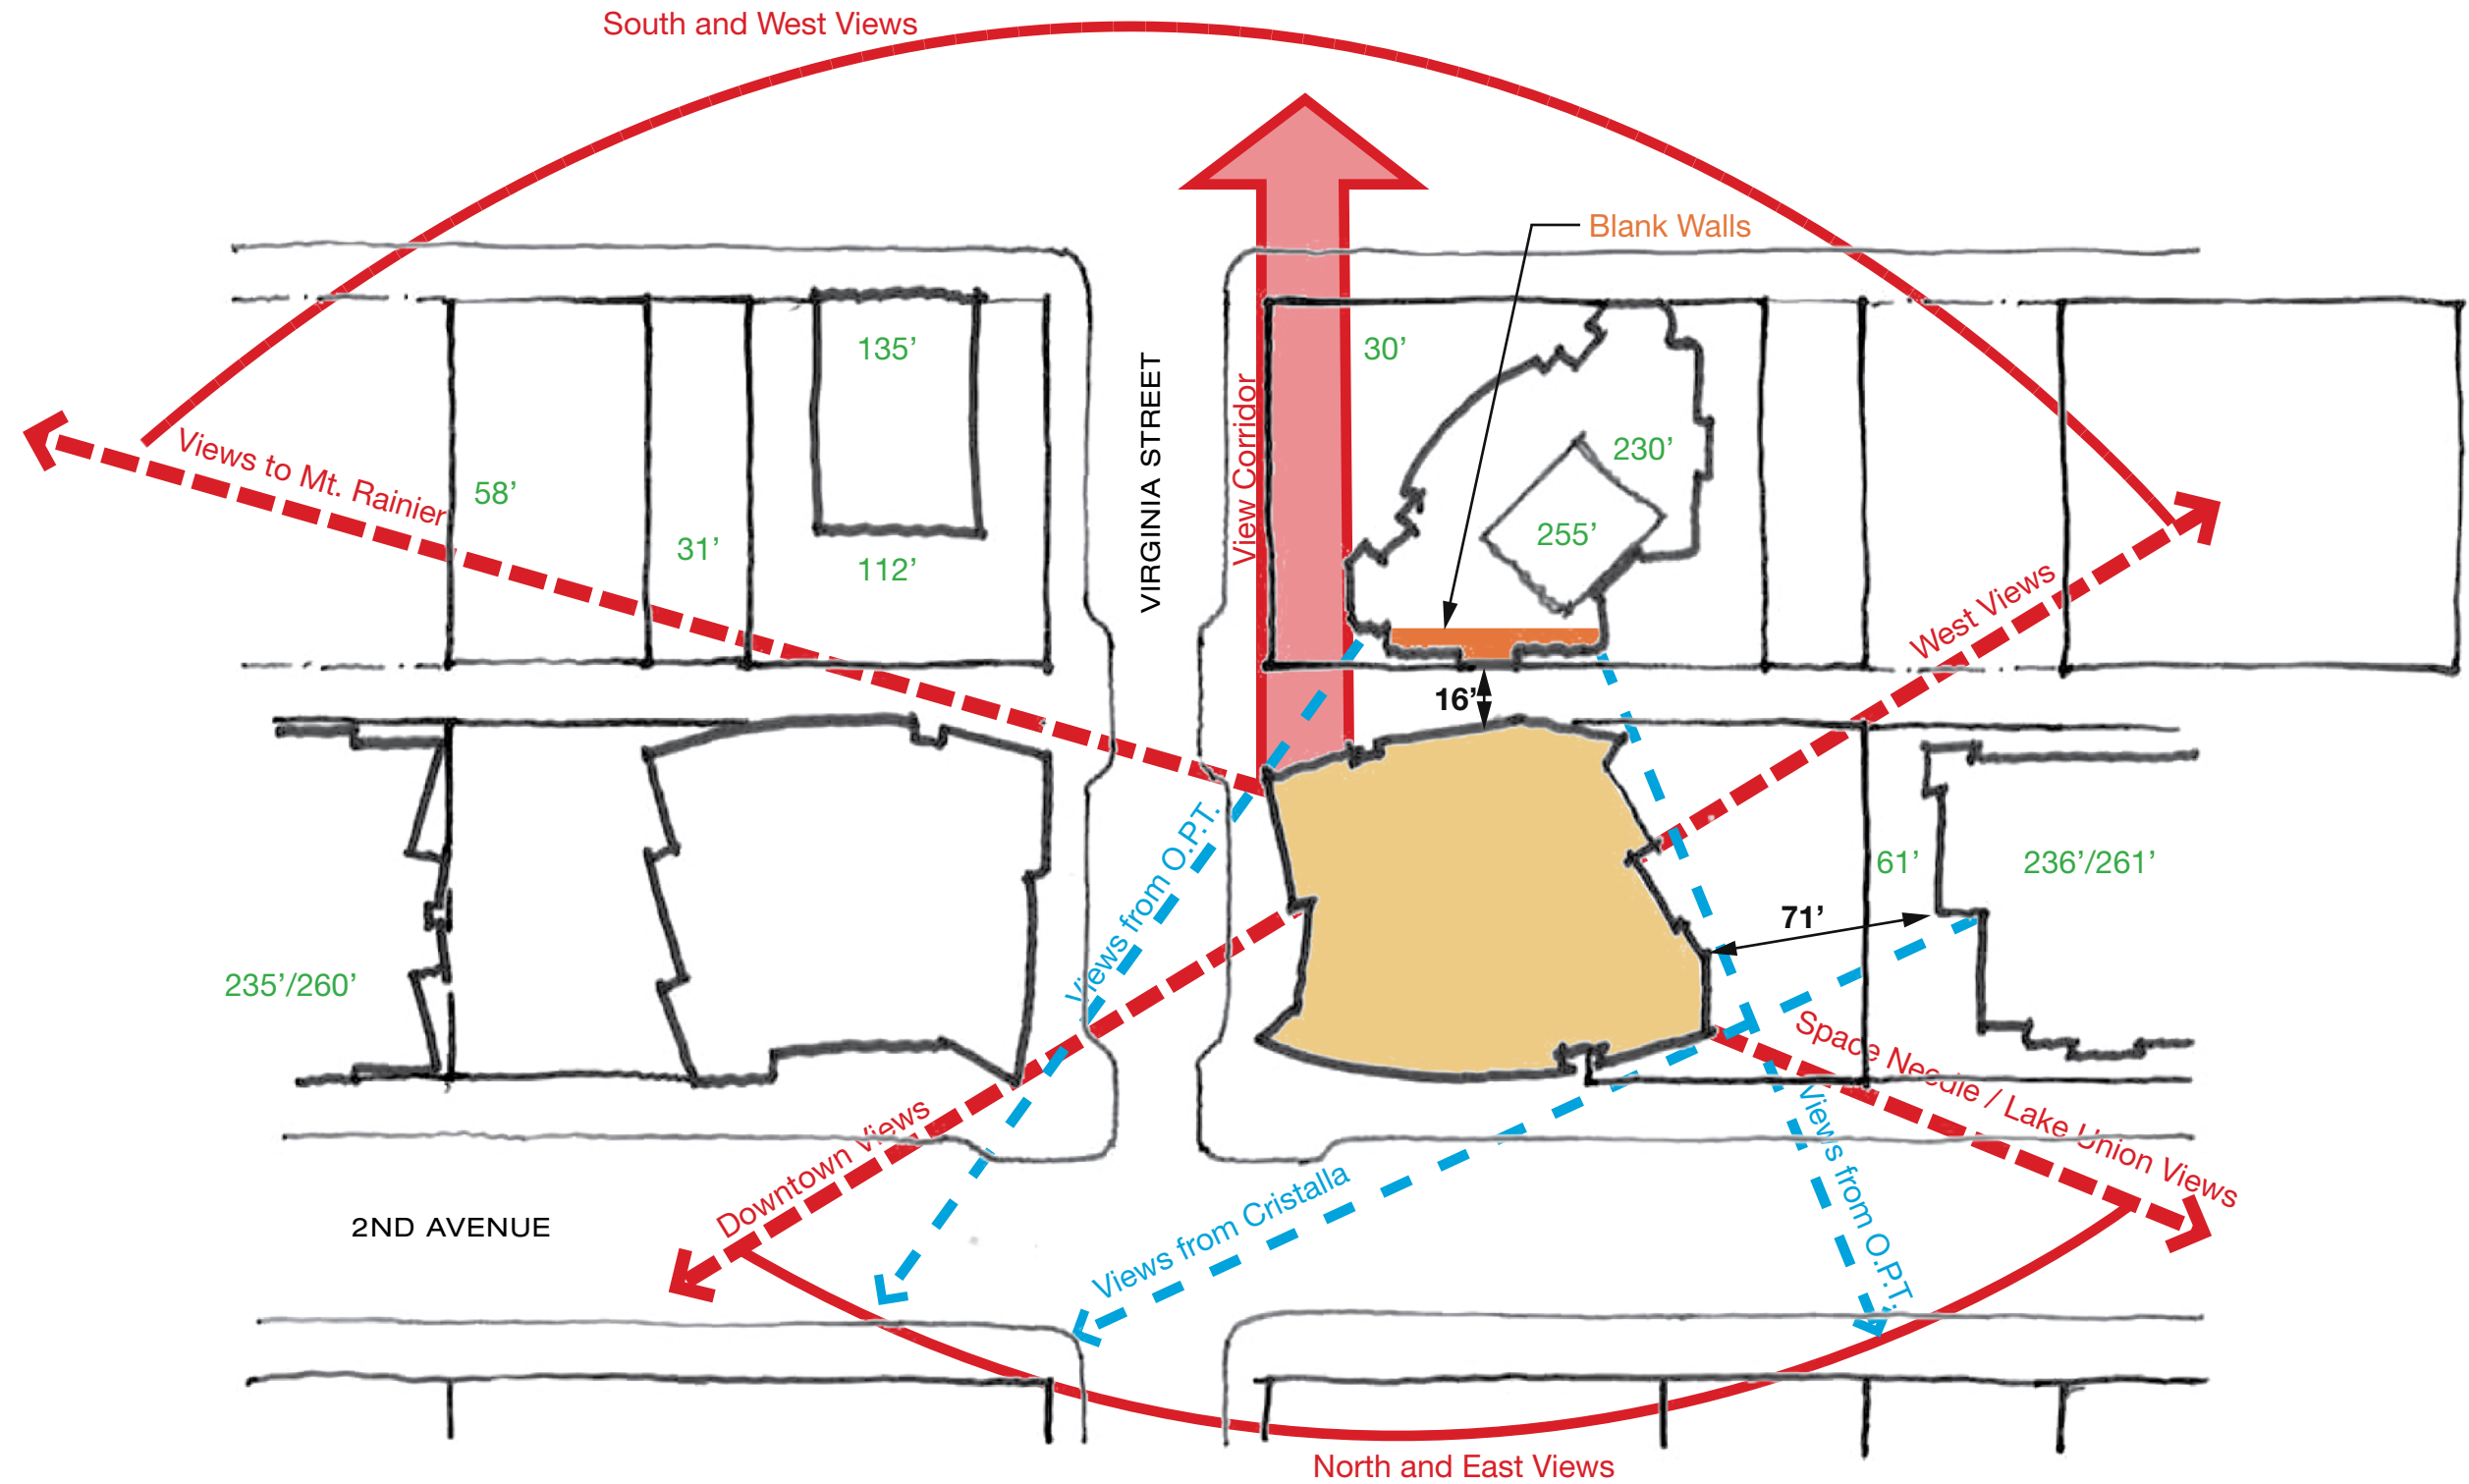 South and West Views
Blank Walls
135’
30’
VIRGINIA STREET
View Corridor
Views to Mt. Rainier
230’
58’
255’
31’
112’
West Views
16’
Views from O.P.T.
61’
236’/261’
71’
235’/260’
Space Needle / Lake Union Views
Downtown Views
Views from O.P.T.
Views from Cristalla
2ND AVENUE
North and East Views